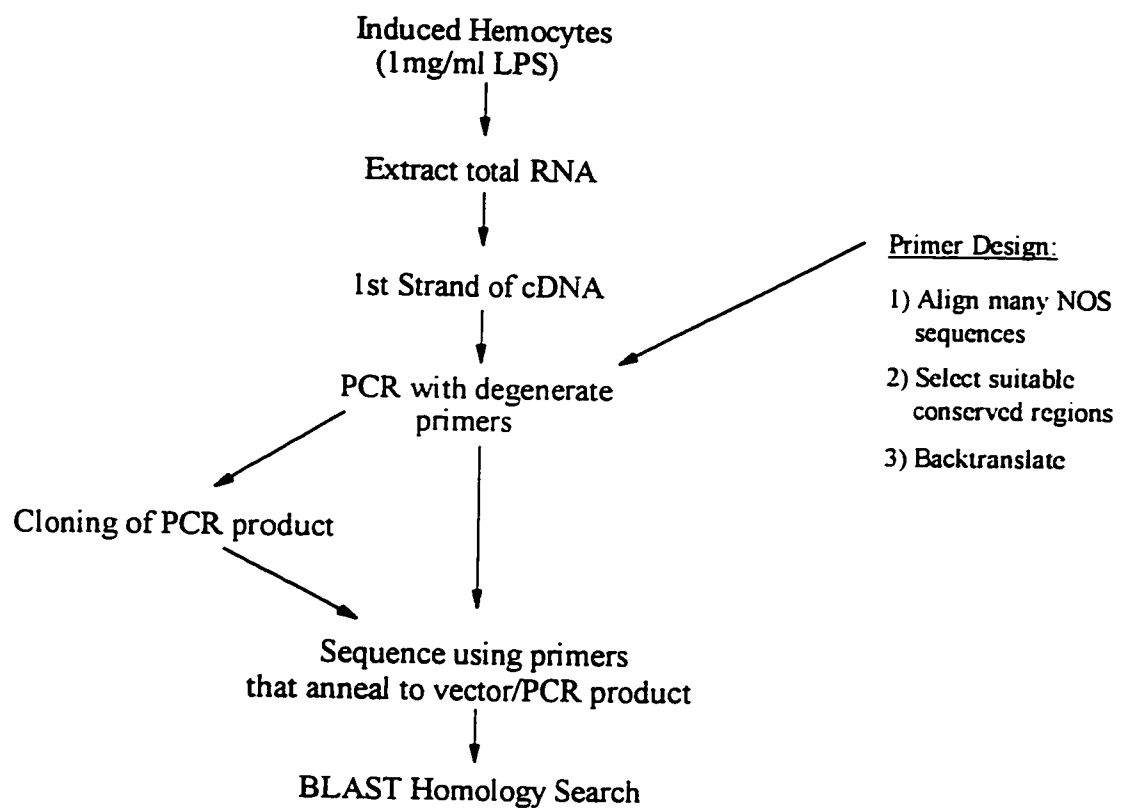 Induced Hemocytes
(1mg/ml LPS)
Extract total RNA
1st Strand of cDNA
PCR with degenerate
primers
Primer Design:
1) Align many NOS
sequences
2) Select suitable
conserved regions
3) Backtranslate
Cloning of PCR product
Sequence using primers
that anneal to vector/PCR product
BLAST Homology Search